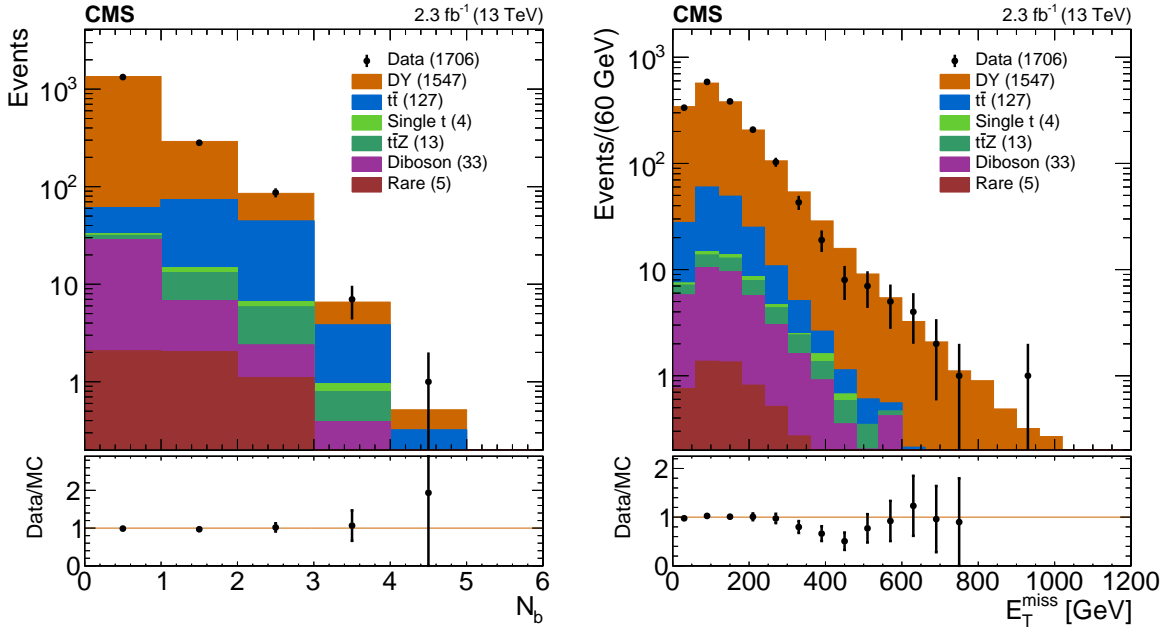 CMS 2.3 fb⁻¹ (13 TeV)
Events
10³
10²
10
1
Data (1706)
DY (1547)
tt̄ (127)
Single t (4)
tt̄Z (13)
Diboson (33)
Rare (5)
Data/MC
2
1
0
0 1 2 3 4 5 6
N_b
CMS 2.3 fb⁻¹ (13 TeV)
Events/(60 GeV)
10³
10²
10
1
Data (1706)
DY (1547)
tt̄ (127)
Single t (4)
tt̄Z (13)
Diboson (33)
Rare (5)
Data/MC
2
1
0
0 200 400 600 800 1000 1200
E_T^miss [GeV]